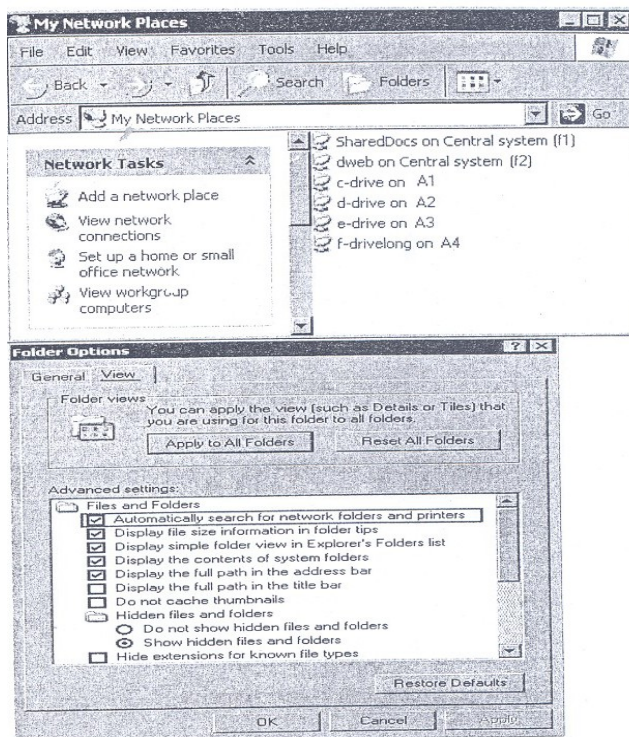 My Network Places
File Edit View Favorites Tools Help
Back Search Folders
Address My Network Places Go
Network Tasks
Add a network place
View network
connections
Set up a home or small
office network
View workgroup
computers
SharedDocs on Central system (f1)
dweb on Central system (f2)
c-drive on A1
d-drive on A2
e-drive on A3
f-drivelong on A4
Folder Options
General View
Folder views
You can apply the view (such as Details or Tiles) that
you are using for this folder to all folders.
Apply to All Folders Reset All Folders
Advanced settings:
Files and Folders
Automatically search for network folders and printers
Display file size information in folder tips
Display simple folder view in Explorer's Folders list
Display the contents of system folders
Display the full path in the address bar
Display the full path in the title bar
Do not cache thumbnails
Hidden files and folders
Do not show hidden files and folders
Show hidden files and folders
Hide extensions for known file types
Restore Defaults
OK Cancel Apply